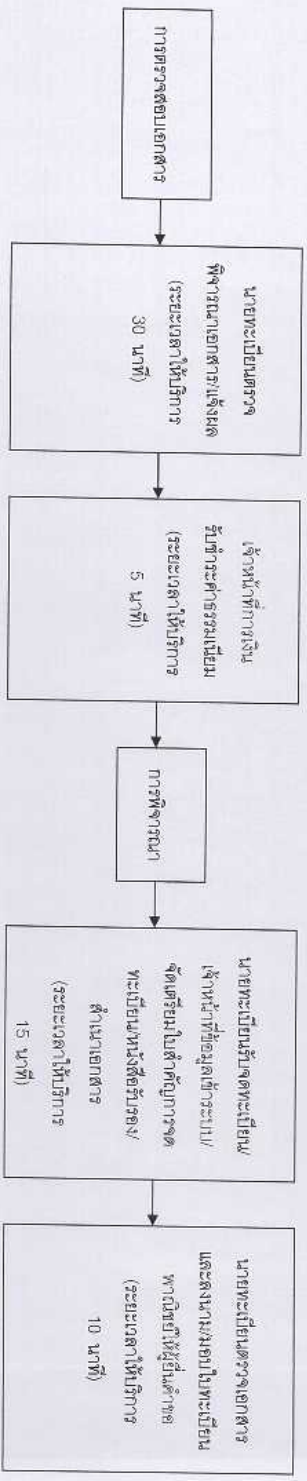 การตรวจสอบเอกสาร
นายทะเบียนตรวจ
พิจารณาเอกสาร/แจ้งผล
(ระยะเวลาให้บริการ
30 นาที)
เจ้าหน้าที่การเงิน
รับชำระค่าธรรมเนียม
(ระยะเวลาให้บริการ
5 นาที)
การพิจารณา
นายทะเบียนรับจดทะเบียน/
เจ้าหน้าที่ข้อมูลเข้าระบบ/
จัดเตรียมใบสำคัญการจด
ทะเบียน/หนังสือรับรอง/
สำเนาเอกสาร
(ระยะเวลาให้บริการ
15 นาที)
นายทะเบียนตรวจเอกสาร
และลงนาม/มอบใบทะเบียน
พาณิชย์ให้ผู้ยื่นคำขอ
(ระยะเวลาให้บริการ
10 นาที)